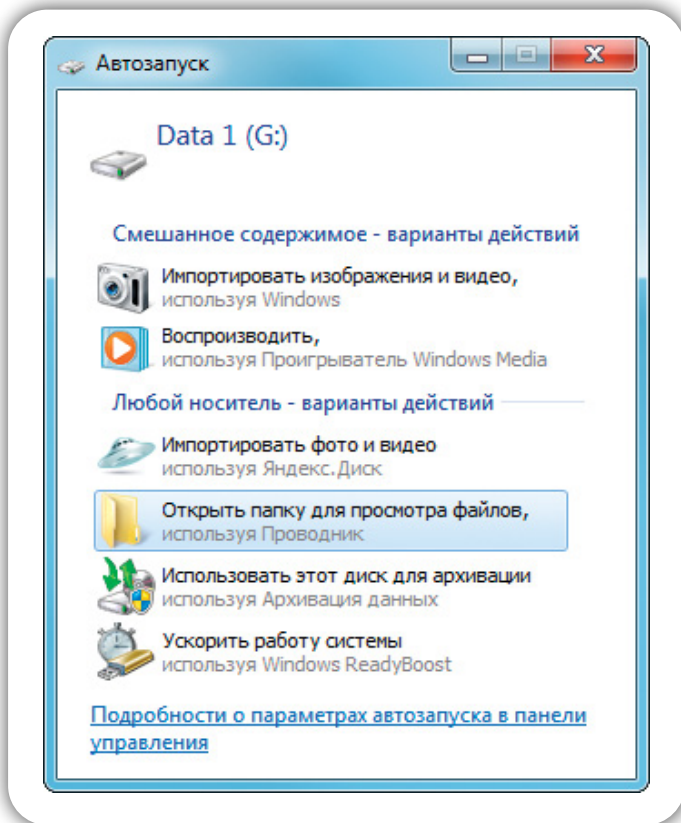 Автозапуск
Data 1 (G:)
Смешанное содержимое - варианты действий
Импортировать изображения и видео,
используя Windows
Воспроизводить,
используя Проигрыватель Windows Media
Любой носитель - варианты действий
Импортировать фото и видео
используя Яндекс.Диск
Открыть папку для просмотра файлов,
используя Проводник
Использовать этот диск для архивации
используя Архивация данных
Ускорить работу системы
используя Windows ReadyBoost
Подробности о параметрах автозапуска в панели
управления